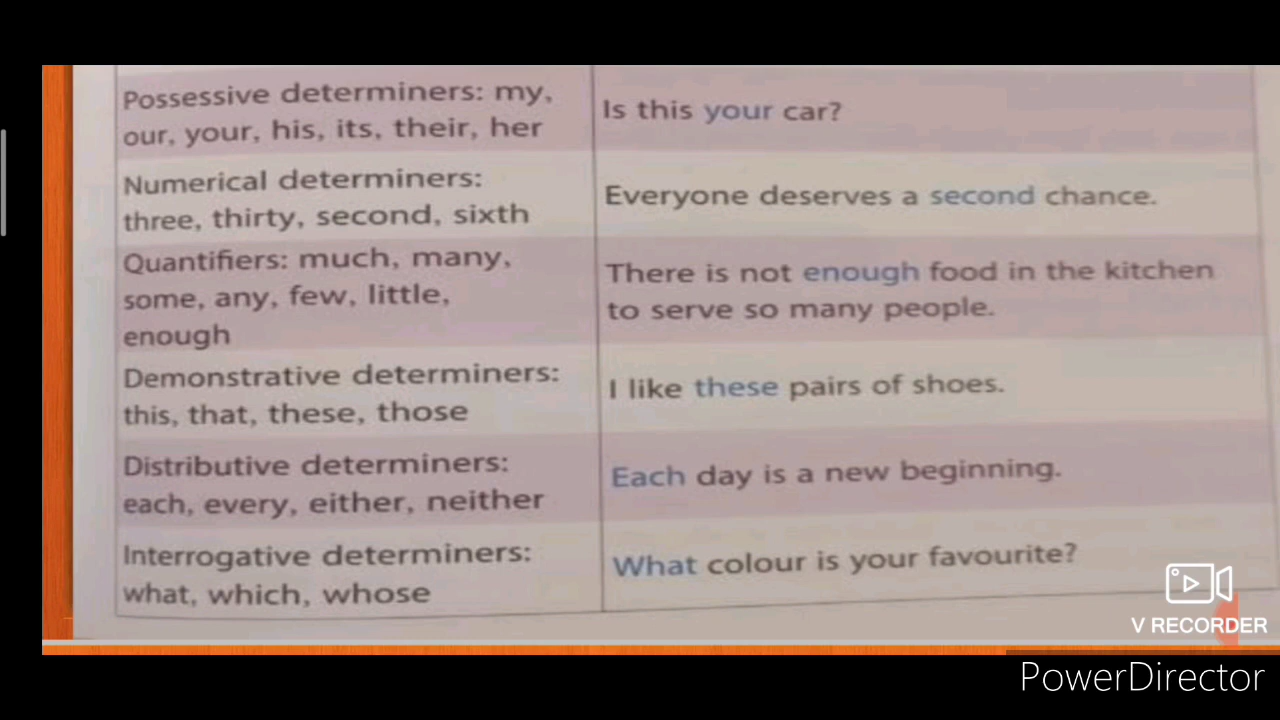 Possessive determiners: my,
our, your, his, its, their, her
Is this your car?
Numerical determiners:
three, thirty, second, sixth
Everyone deserves a second chance.
Quantifiers: much, many,
some, any, few, little,
enough
There is not enough food in the kitchen
to serve so many people.
Demonstrative determiners:
this, that, these, those
I like these pairs of shoes.
Distributive determiners:
each, every, either, neither
Each day is a new beginning.
Interrogative determiners:
what, which, whose
What colour is your favourite?
V RECORDER
PowerDirector